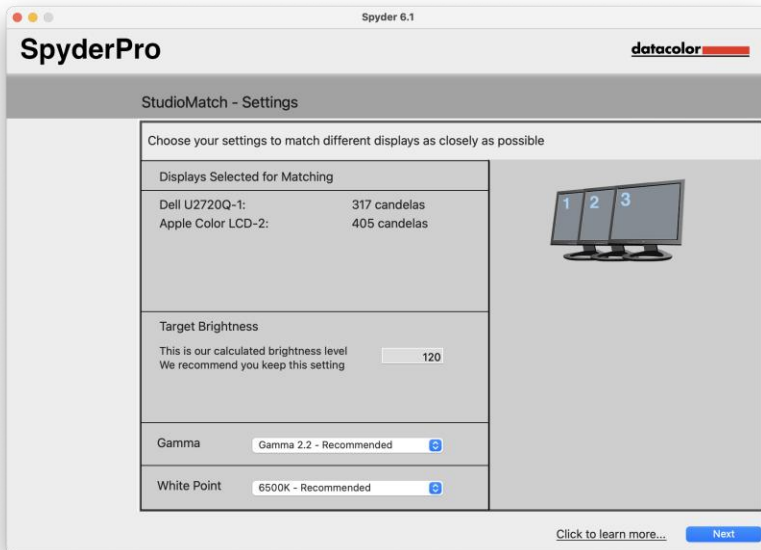 Spyder 6.1
SpyderPro
datacolor
StudioMatch - Settings
Choose your settings to match different displays as closely as possible
Displays Selected for Matching
Dell U2720Q-1: 317 candelas
Apple Color LCD-2: 405 candelas
1 2 3
Target Brightness
This is our calculated brightness level
We recommend you keep this setting
120
Gamma Gamma 2.2 - Recommended
White Point 6500K - Recommended
Click to learn more... Next